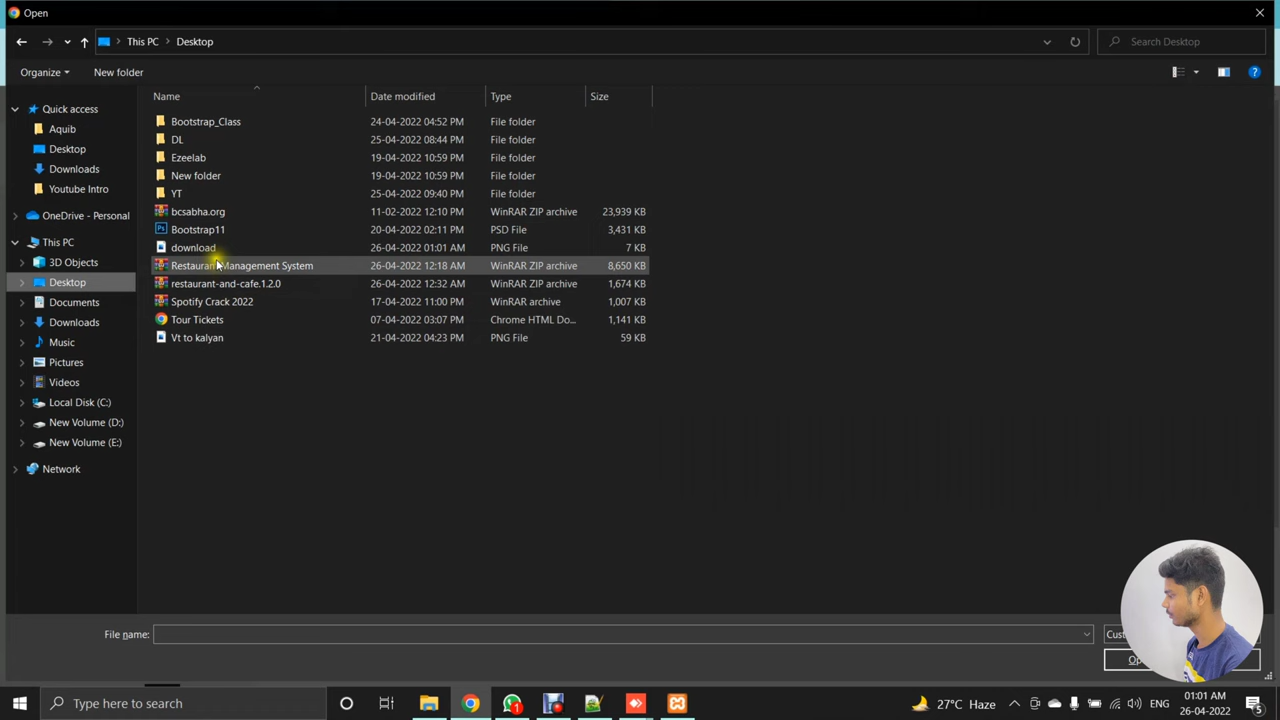 Open
This PC > Desktop
Search Desktop
Organize
New folder
Name Date modified Type Size
Quick access
Aquib
Desktop
Downloads
Youtube Intro
OneDrive - Personal
This PC
3D Objects
Desktop
Documents
Downloads
Music
Pictures
Videos
Local Disk (C:)
New Volume (D:)
New Volume (E:)
Network
Bootstrap_Class 24-04-2022 04:52 PM File folder
DL 25-04-2022 08:44 PM File folder
Ezeelab 19-04-2022 10:59 PM File folder
New folder 19-04-2022 10:59 PM File folder
YT 25-04-2022 09:40 PM File folder
bcsabha.org 11-02-2022 12:10 PM WinRAR ZIP archive 23,939 KB
Bootstrap11 20-04-2022 02:11 PM PSD File 3,431 KB
download 26-04-2022 01:01 AM PNG File 7 KB
Restaurant Management System 26-04-2022 12:18 AM WinRAR ZIP archive 8,650 KB
restaurant-and-cafe.1.2.0 26-04-2022 12:32 AM WinRAR ZIP archive 1,674 KB
Spotify Crack 2022 17-04-2022 11:00 PM WinRAR archive 1,007 KB
Tour Tickets 07-04-2022 03:07 PM Chrome HTML Do... 1,141 KB
Vt to kalyan 21-04-2022 04:23 PM PNG File 59 KB
File name:
Type here to search
27°C Haze
ENG
01:01 AM
26-04-2022
5